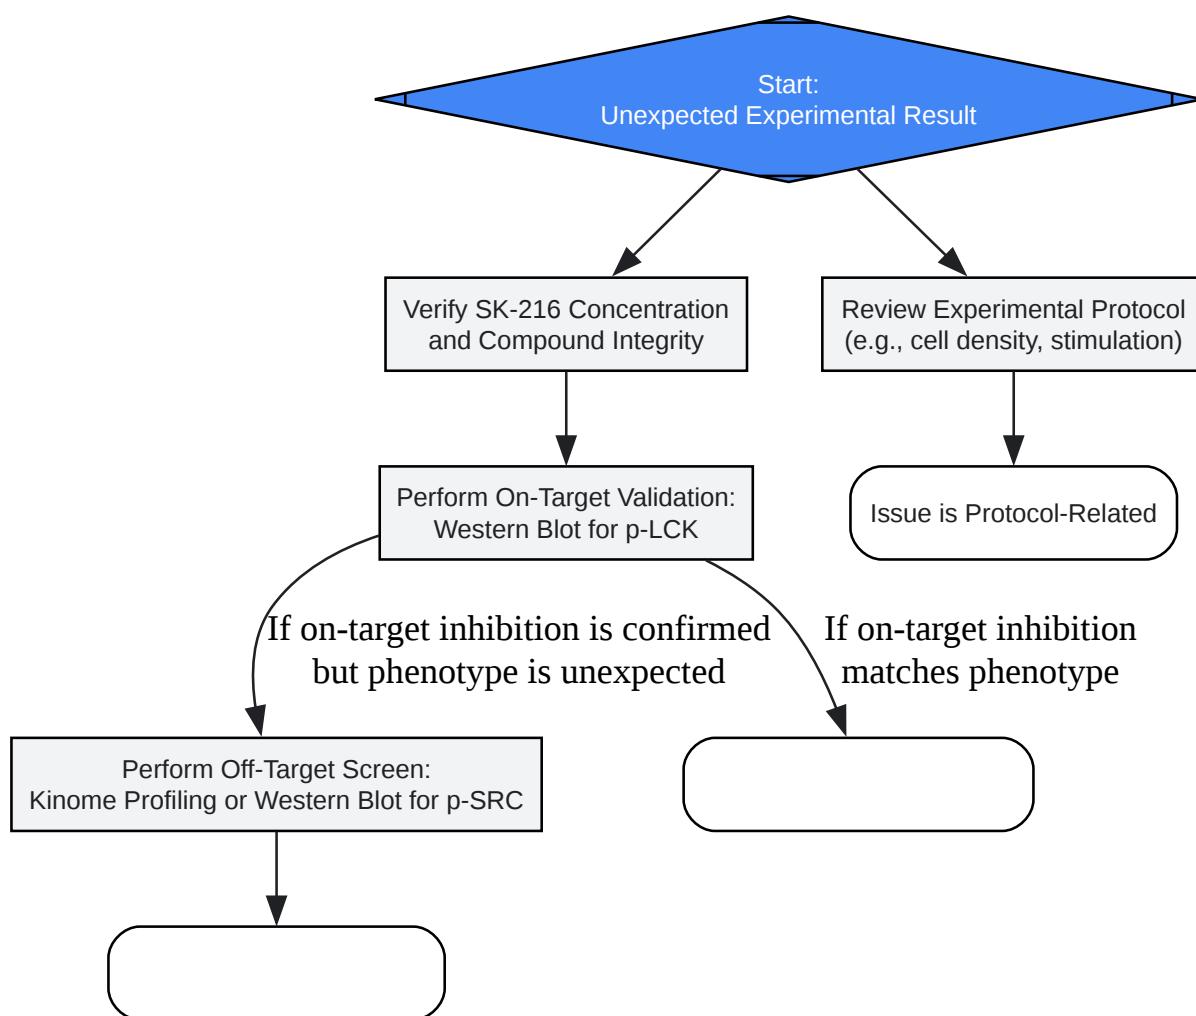 Start:
Unexpected Experimental Result
Verify SK-216 Concentration
and Compound Integrity
Review Experimental Protocol
(e.g., cell density, stimulation)
Perform On-Target Validation:
Western Blot for p-LCK
Issue is Protocol-Related
If on-target inhibition is confirmed
but phenotype is unexpected
If on-target inhibition
matches phenotype
Perform Off-Target Screen:
Kinome Profiling or Western Blot for p-SRC